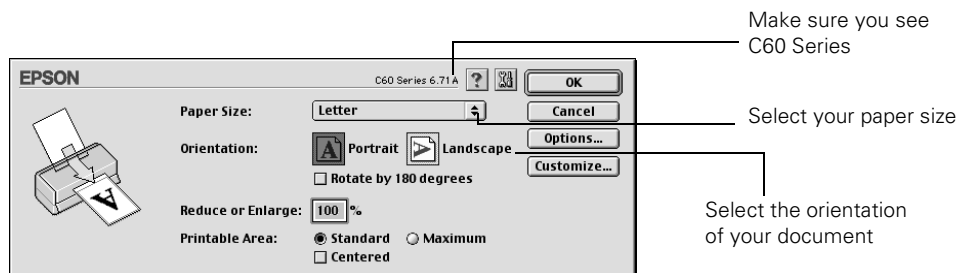 Make sure you see
C60 Series
EPSON
C60 Series 6.71A
?
OK
Paper Size:
Letter
Cancel
Select your paper size
Orientation:
A
Portrait
A
Landscape
Options...
Rotate by 180 degrees
Customize...
A
Reduce or Enlarge:
100 %
Select the orientation
of your document
Printable Area:
Standard
Maximum
Centered